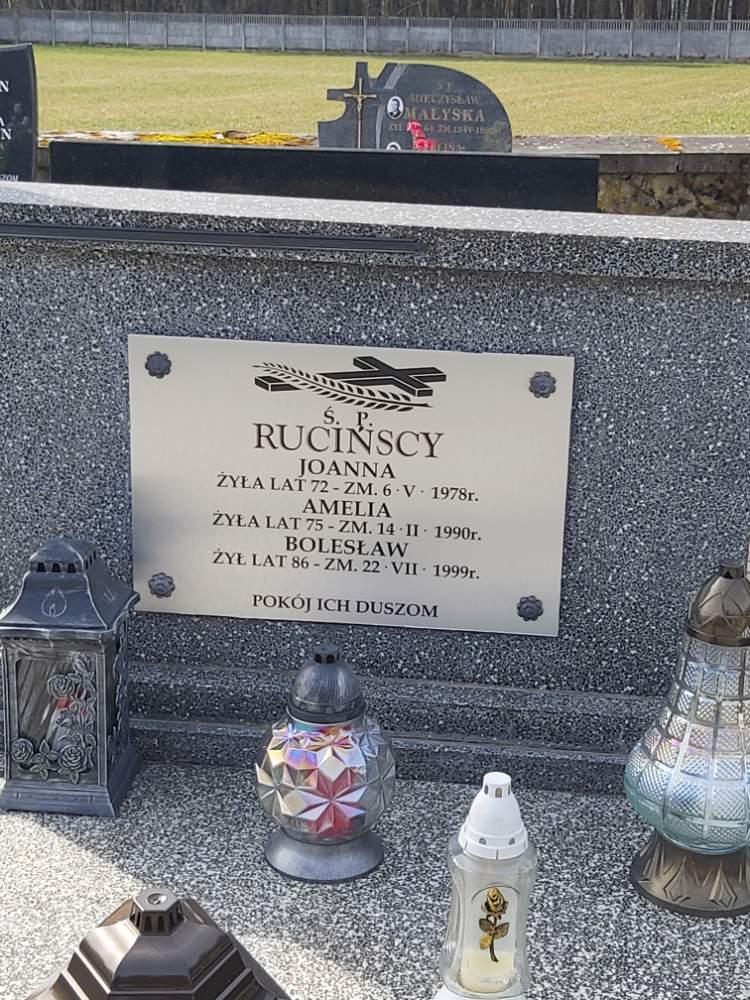 Ś. P.
MIECZYSŁAW
MAŁYSKA
Ś. P.
RUCIŃSCY
JOANNA
ŻYŁA LAT 72 - ZM. 6·V· 1978r.
AMELIA
ŻYŁA LAT 75 - ZM. 14·II· 1990r.
BOLESŁAW
ŻYŁ LAT 86 - ZM. 22·VII· 1999r.
POKÓJ ICH DUSZOM